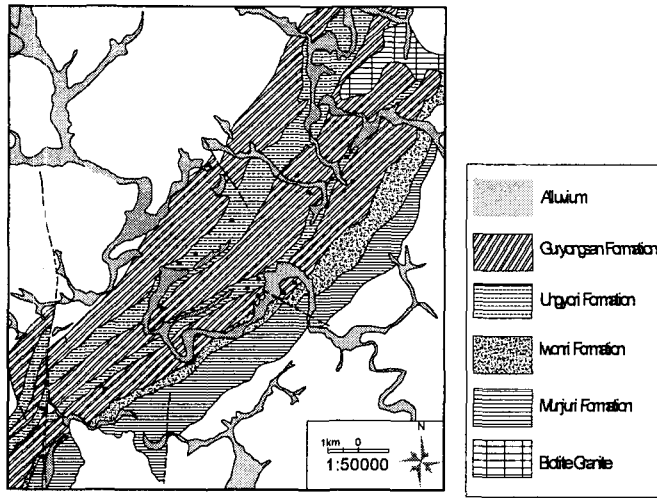 Alluvium
Guryongsan Formation
Ungyori Formation
Iwonri Formation
Munjuri Formation
Biotite Granite
N
1km 0
1:50000